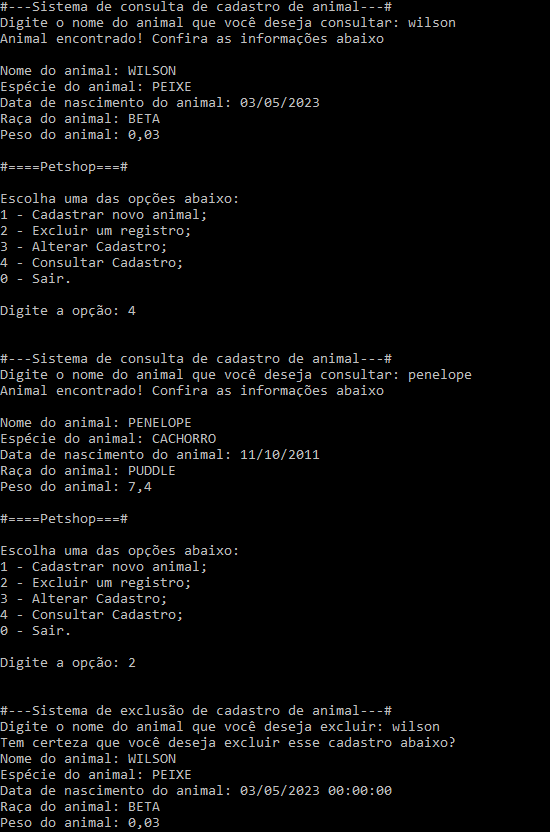 #---Sistema de consulta de cadastro de animal---#
Digite o nome do animal que você deseja consultar: wilson
Animal encontrado! Confira as informações abaixo
Nome do animal: WILSON
Espécie do animal: PEIXE
Data de nascimento do animal: 03/05/2023
Raça do animal: BETA
Peso do animal: 0,03
#====Petshop===#
Escolha uma das opções abaixo:
1 - Cadastrar novo animal;
2 - Excluir um registro;
3 - Alterar Cadastro;
4 - Consultar Cadastro;
0 - Sair.
Digite a opção: 4
#---Sistema de consulta de cadastro de animal---#
Digite o nome do animal que você deseja consultar: penelope
Animal encontrado! Confira as informações abaixo
Nome do animal: PENELOPE
Espécie do animal: CACHORRO
Data de nascimento do animal: 11/10/2011
Raça do animal: PUDDLE
Peso do animal: 7,4
#====Petshop===#
Escolha uma das opções abaixo:
1 - Cadastrar novo animal;
2 - Excluir um registro;
3 - Alterar Cadastro;
4 - Consultar Cadastro;
0 - Sair.
Digite a opção: 2
#---Sistema de exclusão de cadastro de animal---#
Digite o nome do animal que você deseja excluir: wilson
Tem certeza que você deseja excluir esse cadastro abaixo?
Nome do animal: WILSON
Espécie do animal: PEIXE
Data de nascimento do animal: 03/05/2023 00:00:00
Raça do animal: BETA
Peso do animal: 0,03